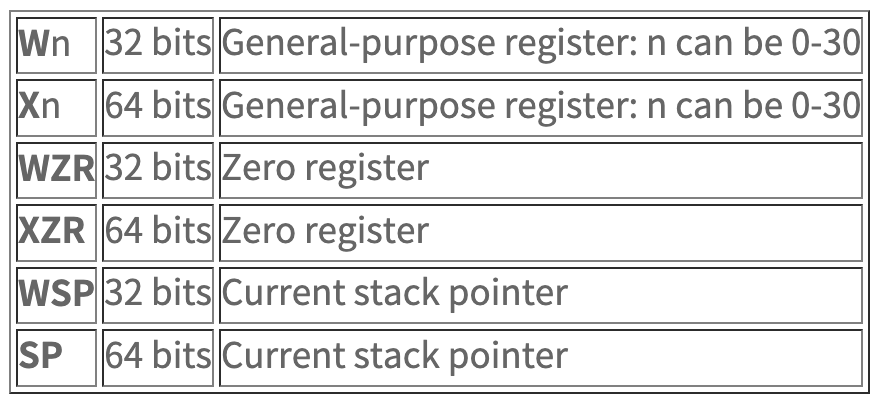 Wn 32 bits General-purpose register: n can be 0-30
Xn 64 bits General-purpose register: n can be 0-30
WZR 32 bits Zero register
XZR 64 bits Zero register
WSP 32 bits Current stack pointer
SP 64 bits Current stack pointer